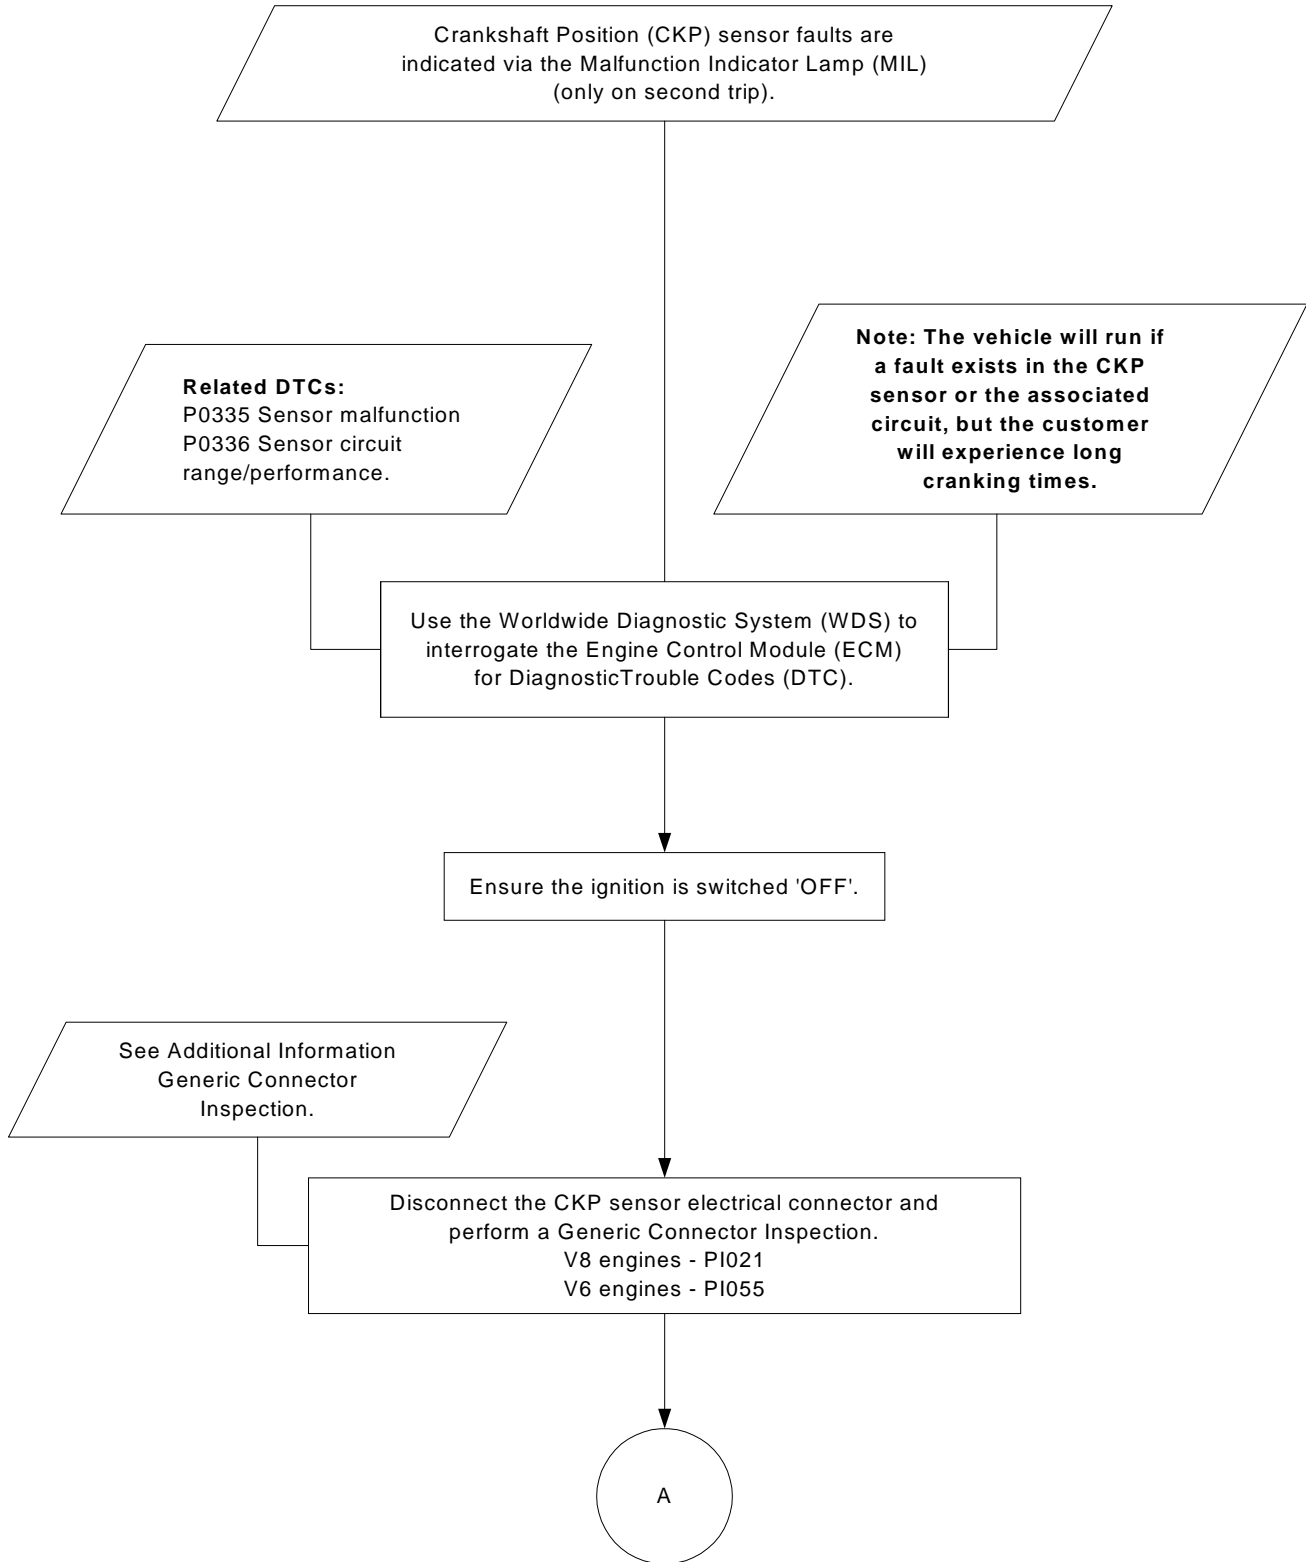 Crankshaft Position (CKP) sensor faults are
indicated via the Malfunction Indicator Lamp (MIL)
(only on second trip).
Related DTCs:
P0335 Sensor malfunction
P0336 Sensor circuit
range/performance.
Note: The vehicle will run if
a fault exists in the CKP
sensor or the associated
circuit, but the customer
will experience long
cranking times.
Use the Worldwide Diagnostic System (WDS) to
interrogate the Engine Control Module (ECM)
for DiagnosticTrouble Codes (DTC).
Ensure the ignition is switched 'OFF'.
See Additional Information
Generic Connector
Inspection.
Disconnect the CKP sensor electrical connector and
perform a Generic Connector Inspection.
V8 engines - PI021
V6 engines - PI055
A